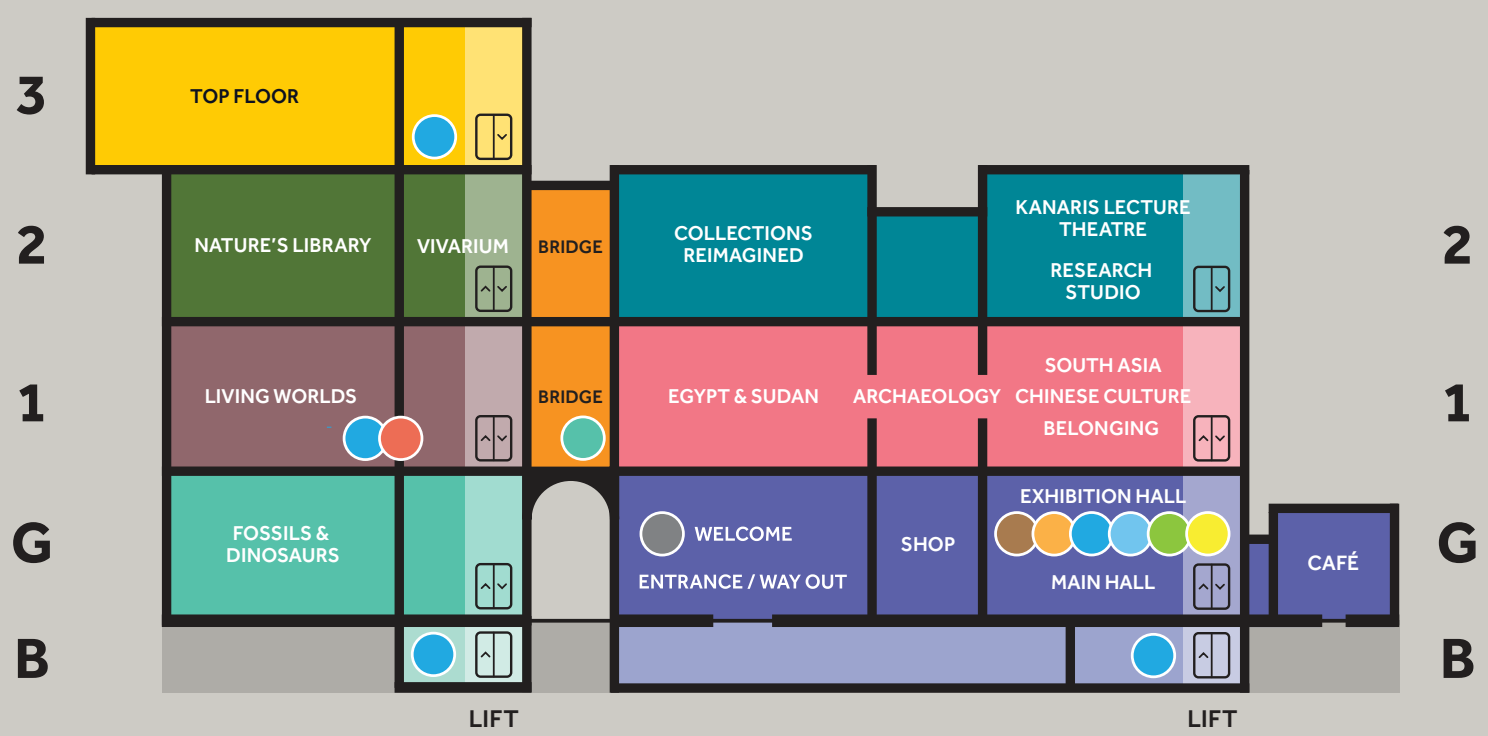 3
TOP FLOOR
2
NATURE'S LIBRARY
VIVARIUM
BRIDGE
COLLECTIONS
REIMAGINED
KANARIS LECTURE
THEATRE
RESEARCH
STUDIO
2
1
LIVING WORLDS
BRIDGE
EGYPT & SUDAN
ARCHAEOLOGY
SOUTH ASIA
CHINESE CULTURE
BELONGING
1
G
FOSSILS &
DINOSAURS
WELCOME
ENTRANCE / WAY OUT
SHOP
EXHIBITION HALL
MAIN HALL
CAFÉ
G
B
B
LIFT
LIFT